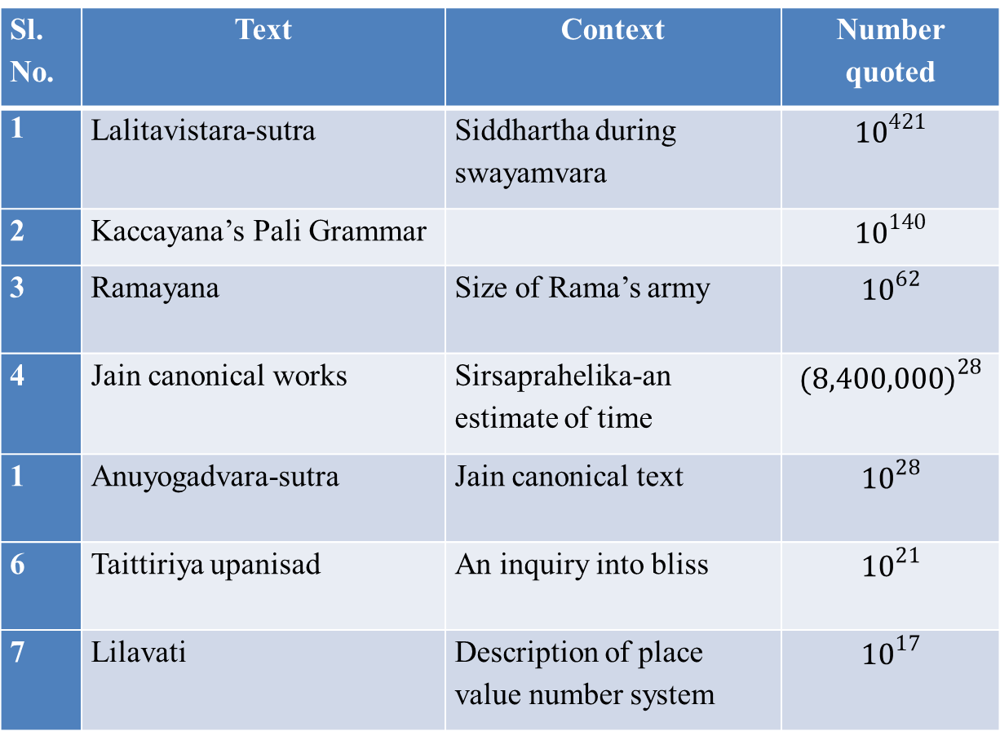 Sl. No. Text Context Number quoted
1 Lalitavistara-sutra Siddhartha during swayamvara 10^421
2 Kaccayana’s Pali Grammar 10^140
3 Ramayana Size of Rama’s army 10^62
4 Jain canonical works Sirsaprahelika-an estimate of time (8,400,000)^28
1 Anuyogadvara-sutra Jain canonical text 10^28
6 Taittiriya upanisad An inquiry into bliss 10^21
7 Lilavati Description of place value number system 10^17